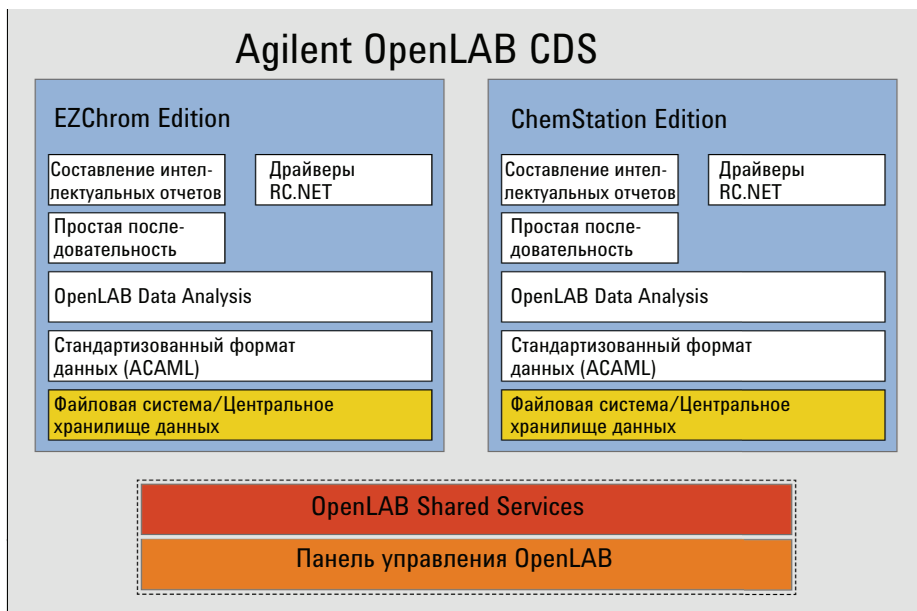 Agilent OpenLAB CDS
EZChrom Edition
Составление интел-
лектуальных отчетов
Драйверы
RC.NET
Простая после-
довательность
OpenLAB Data Analysis
Стандартизованный формат
данных (ACAML)
Файловая система/Центральное
хранилище данных
ChemStation Edition
Составление интел-
лектуальных отчетов
Драйверы
RC.NET
Простая после-
довательность
OpenLAB Data Analysis
Стандартизованный формат
данных (ACAML)
Файловая система/Центральное
хранилище данных
OpenLAB Shared Services
Панель управления OpenLAB